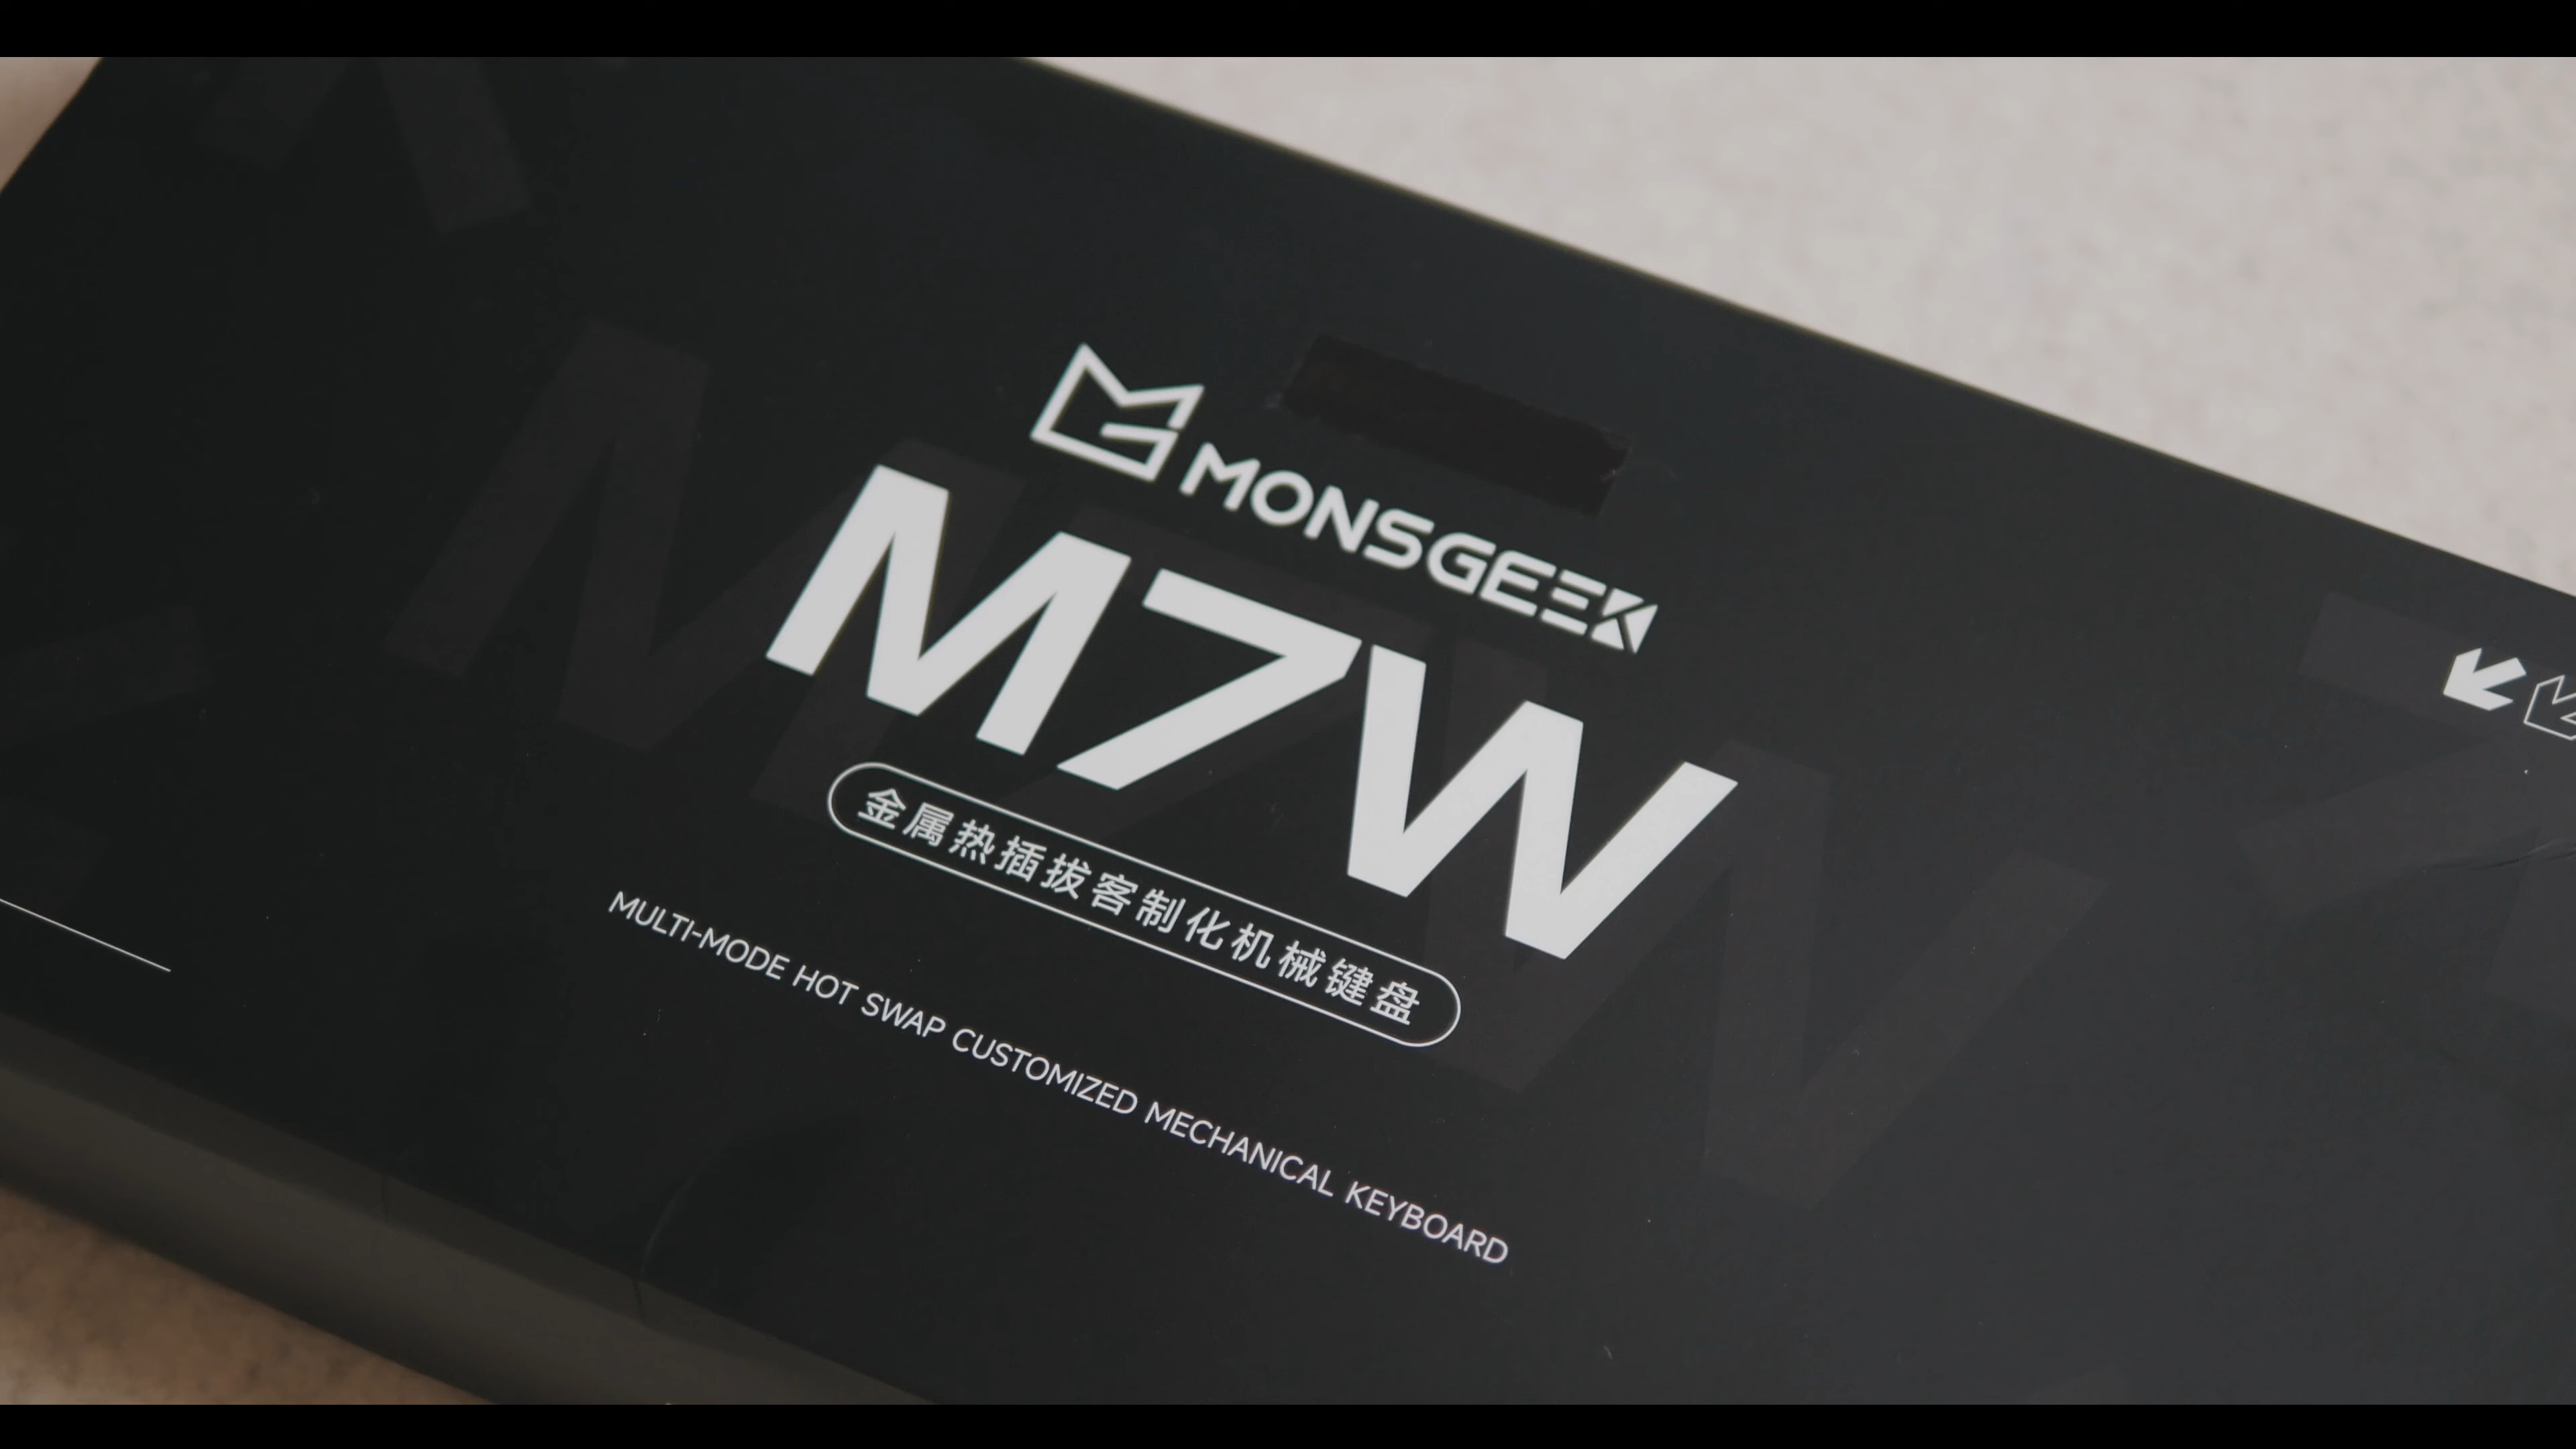 MONSGEEK
M7W
金属热插拔客制化机械键盘
MULTI-MODE HOT SWAP CUSTOMIZED MECHANICAL KEYBOARD